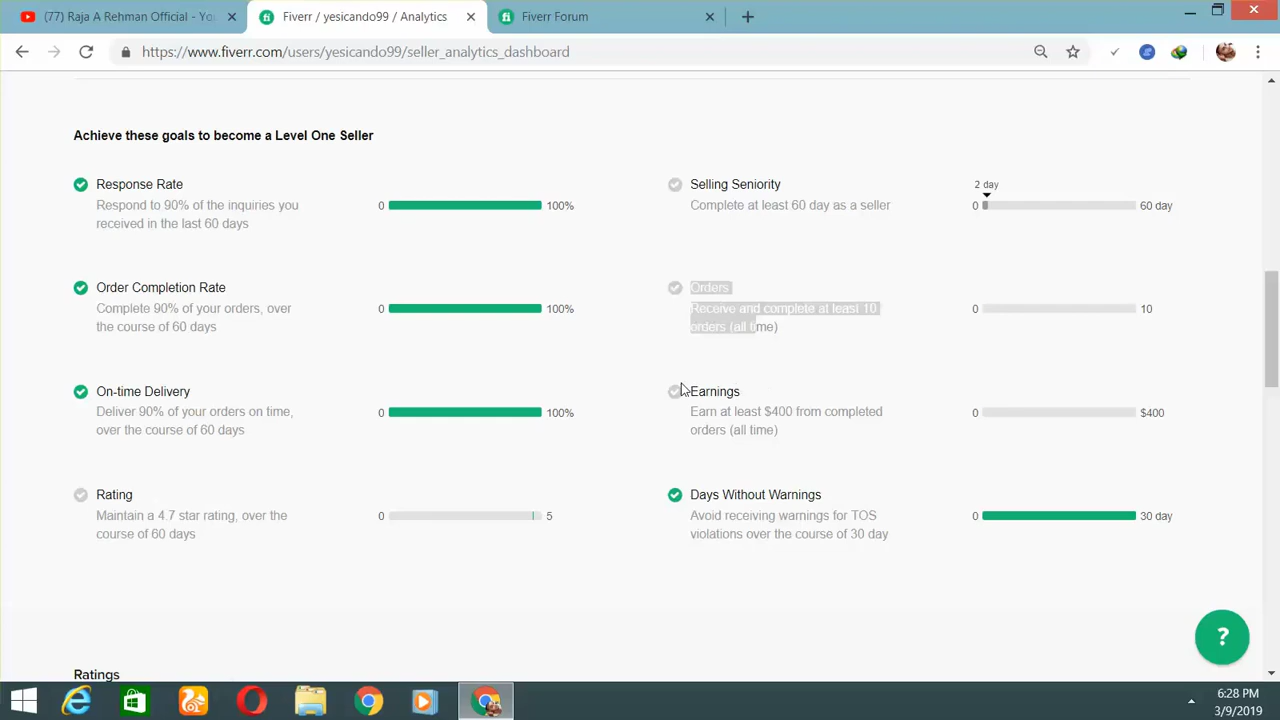 (77) Raja A Rehman Official - Yo
Fiverr / yesicando99 / Analytics
Fiverr Forum
https://www.fiverr.com/users/yesicando99/seller_analytics_dashboard
Achieve these goals to become a Level One Seller
Response Rate
Respond to 90% of the inquiries you
received in the last 60 days
0 100%
Selling Seniority
Complete at least 60 day as a seller
2 day
0 60 day
Order Completion Rate
Complete 90% of your orders, over
the course of 60 days
0 100%
Orders
Receive and complete at least 10
orders (all time)
0 10
On-time Delivery
Deliver 90% of your orders on time,
over the course of 60 days
0 100%
Earnings
Earn at least $400 from completed
orders (all time)
0 $400
Rating
Maintain a 4.7 star rating, over the
course of 60 days
0 5
Days Without Warnings
Avoid receiving warnings for TOS
violations over the course of 30 day
0 30 day
?
Ratings
6:28 PM
3/9/2019